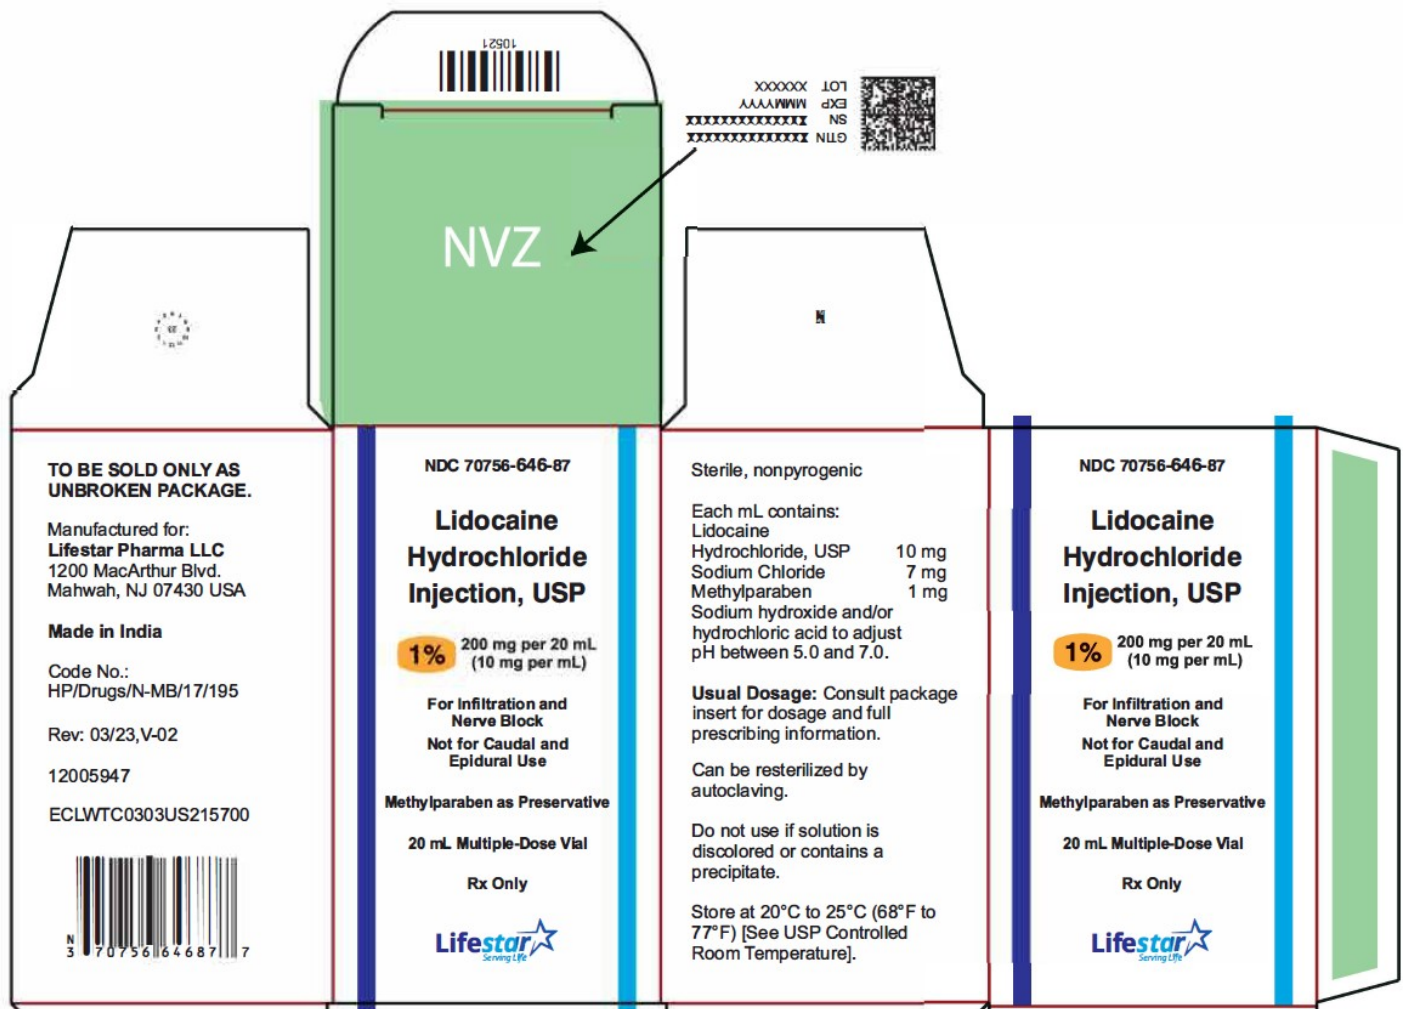 10521
GTIN XXXXXXXXXXXXXX
SN XXXXXXXXXXXXXX
EXP MMMYYYY
LOT XXXXXX
NVZ
N
TO BE SOLD ONLY AS
UNBROKEN PACKAGE.
Manufactured for:
Lifestar Pharma LLC
1200 MacArthur Blvd.
Mahwah, NJ 07430 USA
Made in India
Code No.:
HP/Drugs/N-MB/17/195
Rev: 03/23,V-02
12005947
ECLWTC0303US215700
N
3 70756 64687 7
NDC 70756-646-87
Lidocaine
Hydrochloride
Injection, USP
1%
200 mg per 20 mL
(10 mg per mL)
For Infiltration and
Nerve Block
Not for Caudal and
Epidural Use
Methylparaben as Preservative
20 mL Multiple-Dose Vial
Rx Only
Lifestar
Serving Life
Sterile, nonpyrogenic
Each mL contains:
Lidocaine
Hydrochloride, USP 10 mg
Sodium Chloride 7 mg
Methylparaben 1 mg
Sodium hydroxide and/or
hydrochloric acid to adjust
pH between 5.0 and 7.0.
Usual Dosage: Consult package
insert for dosage and full
prescribing information.
Can be resterilized by
autoclaving.
Do not use if solution is
discolored or contains a
precipitate.
Store at 20°C to 25°C (68°F to
77°F) [See USP Controlled
Room Temperature].
NDC 70756-646-87
Lidocaine
Hydrochloride
Injection, USP
1%
200 mg per 20 mL
(10 mg per mL)
For Infiltration and
Nerve Block
Not for Caudal and
Epidural Use
Methylparaben as Preservative
20 mL Multiple-Dose Vial
Rx Only
Lifestar
Serving Life